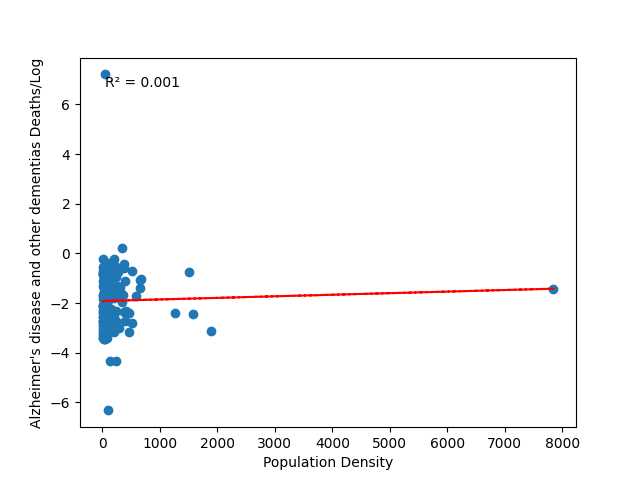 R² = 0.001
Alzheimer's disease and other dementias Deaths/Log
6
4
2
0
−2
−4
−6
0 1000 2000 3000 4000 5000 6000 7000 8000
Population Density